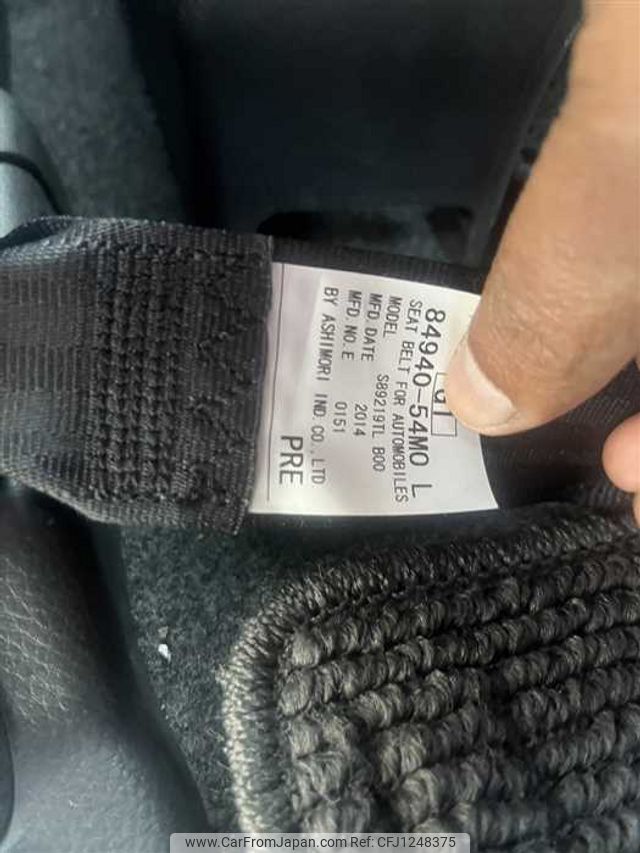 84940-54M0 L
SEAT BELT FOR AUTOMOBILES
MODEL S89219TL B00
MFD.DATE 2014
MFD.NO.E 0151
BY ASHIMORI IND.CO.,LTD
PRE
www.CarFromJapan.com Ref:CFJ1248375